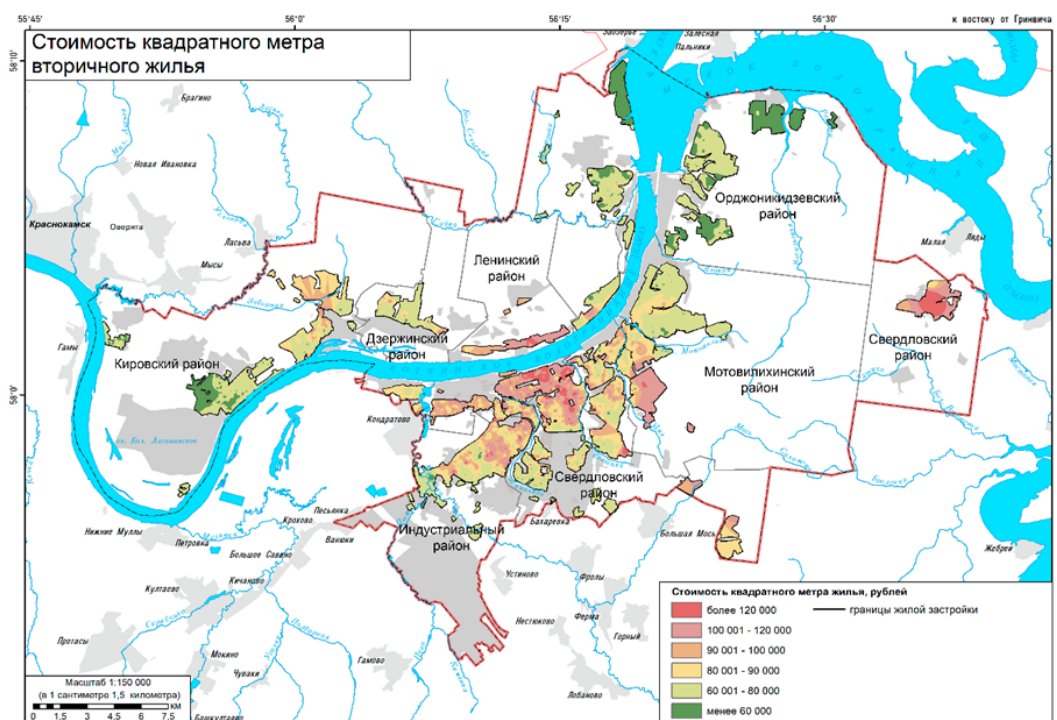 55°45'
56°0'
56°15'
56°30'
к востоку от Гринвича
Стоимость квадратного метра
вторичного жилья
58°10'
58°0'
Заозерье
Залесная
Пальники
Брагино
Новая Ивановка
Краснокамск
Оверята
Ласьва
Мысы
Гамы
Орджоникидзевский
район
Ленинский
район
Малая
Ляды
Дзержинский
район
Кировский район
Свердловский
район
Мотовилихинский
район
Кондратово
Свердловский
район
Индустриальный
район
Песьянка
Крохово
Ванюки
Бахаревка
Большая Мось
Нижние Муллы
Петровка
Большое Савино
Кичаново
Култаево
Протасы
Мокино
Чуваки
Гамово
Устиново
Фролы
Нестюково
Ферма
Горный
Лобаново
Жебреи
Башкултаево
Масштаб 1:150 000
(в 1 сантиметре 1,5 километра)
0 1.5 3 4.5 6 7.5 КМ
Стоимость квадратного метра жилья, рублей
более 120 000
границы жилой застройки
100 001 - 120 000
90 001 - 100 000
80 001 - 90 000
60 001 - 80 000
менее 60 000